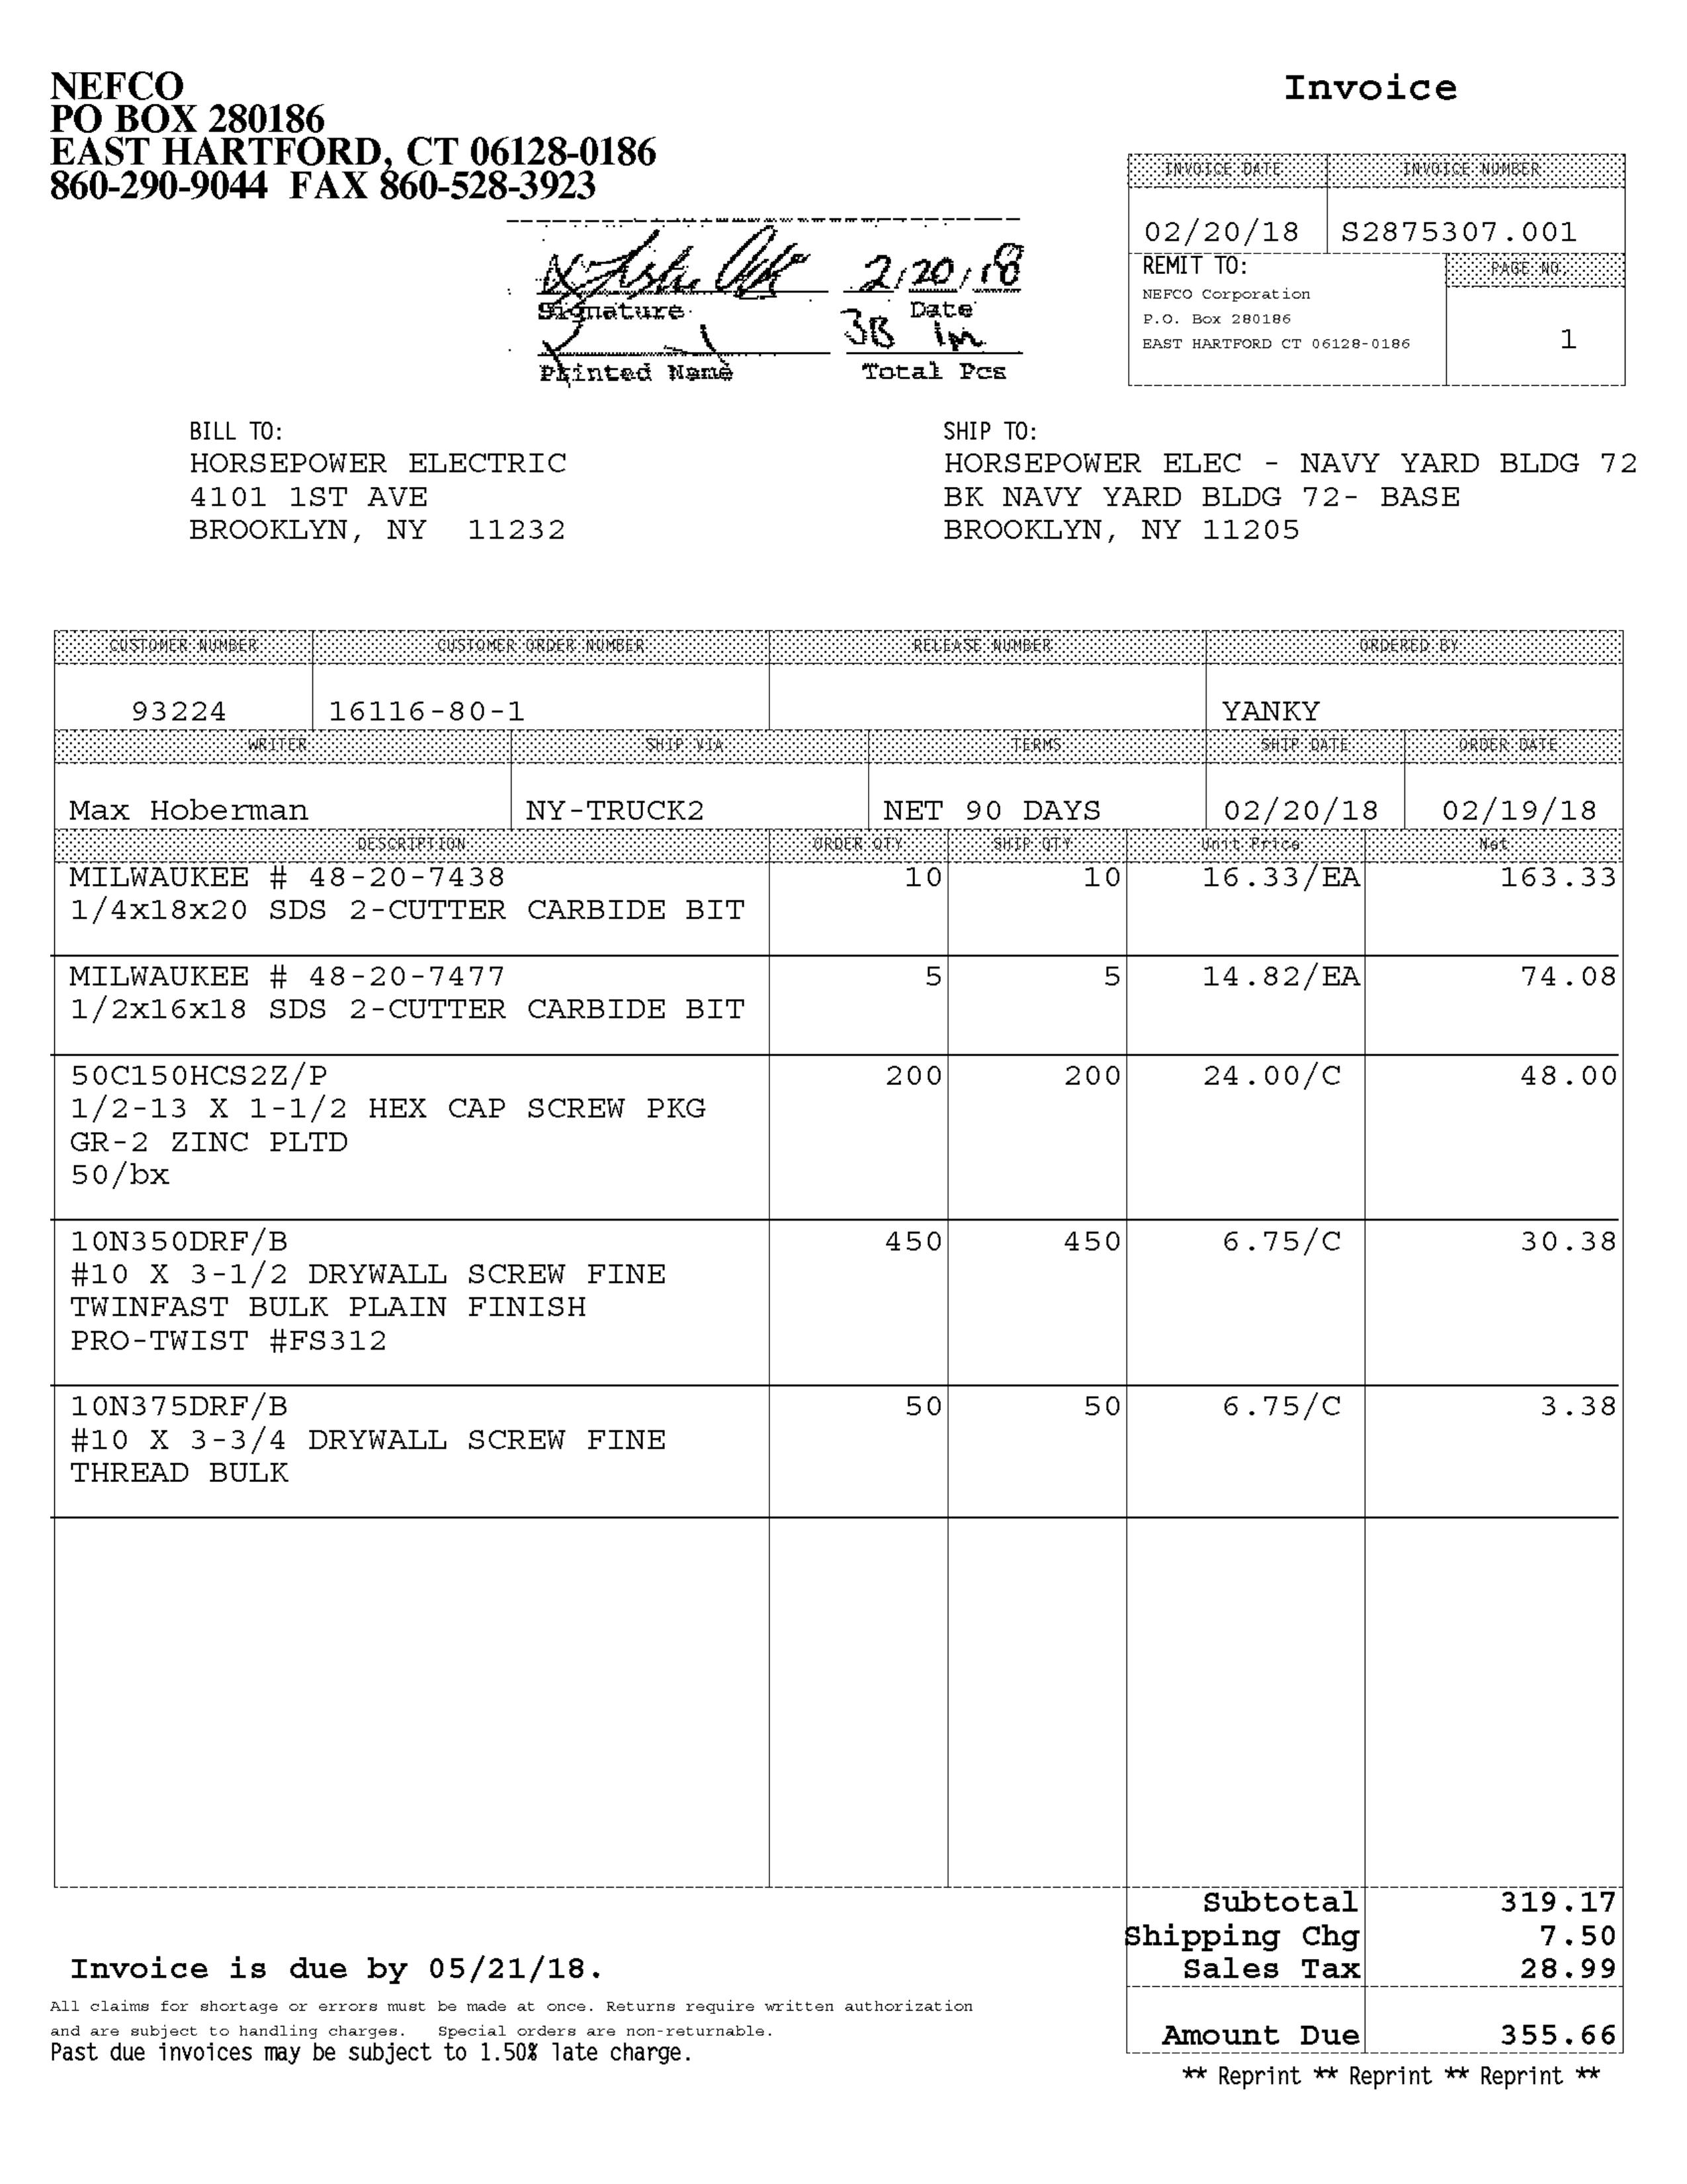 NEFCO
PO BOX 280186
EAST HARTFORD, CT 06128-0186
860-290-9044 FAX 860-528-3923
Invoice
INVOICE DATE INVOICE NUMBER
02/20/18 S2875307.001
REMIT TO: PAGE NO.
NEFCO Corporation
P.O. Box 280186
EAST HARTFORD CT 06128-0186
1
2/20/18
Signature Date
3B
Printed Name Total Pcs
BILL TO:
HORSEPOWER ELECTRIC
4101 1ST AVE
BROOKLYN, NY 11232
SHIP TO:
HORSEPOWER ELEC - NAVY YARD BLDG 72
BK NAVY YARD BLDG 72- BASE
BROOKLYN, NY 11205
CUSTOMER NUMBER CUSTOMER ORDER NUMBER RELEASE NUMBER ORDERED BY
93224 16116-80-1 YANKY
WRITER SHIP VIA TERMS SHIP DATE ORDER DATE
Max Hoberman NY-TRUCK2 NET 90 DAYS 02/20/18 02/19/18
DESCRIPTION ORDER QTY SHIP QTY Unit Price Net
MILWAUKEE # 48-20-7438 10 10 16.33/EA 163.33
1/4x18x20 SDS 2-CUTTER CARBIDE BIT
MILWAUKEE # 48-20-7477 5 5 14.82/EA 74.08
1/2x16x18 SDS 2-CUTTER CARBIDE BIT
50C150HCS2Z/P 200 200 24.00/C 48.00
1/2-13 X 1-1/2 HEX CAP SCREW PKG
GR-2 ZINC PLTD
50/bx
10N350DRF/B 450 450 6.75/C 30.38
#10 X 3-1/2 DRYWALL SCREW FINE
TWINFAST BULK PLAIN FINISH
PRO-TWIST #FS312
10N375DRF/B 50 50 6.75/C 3.38
#10 X 3-3/4 DRYWALL SCREW FINE
THREAD BULK
Subtotal 319.17
Shipping Chg 7.50
Sales Tax 28.99
Amount Due 355.66
Invoice is due by 05/21/18.
All claims for shortage or errors must be made at once. Returns require written authorization
and are subject to handling charges. Special orders are non-returnable.
Past due invoices may be subject to 1.50% late charge.
** Reprint ** Reprint ** Reprint **